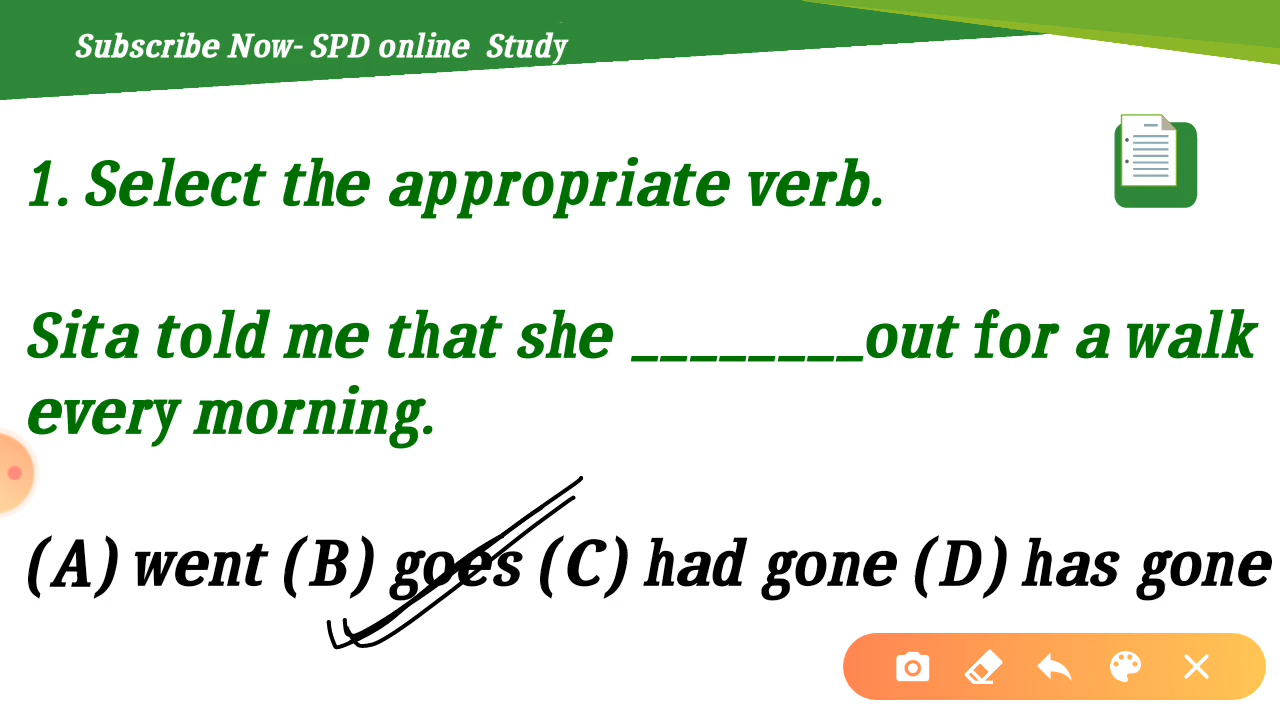 Subscribe Now- SPD online Study
1. Select the appropriate verb.
Sita told me that she ________out for a walk
every morning.
(A) went (B) goes (C) had gone (D) has gone